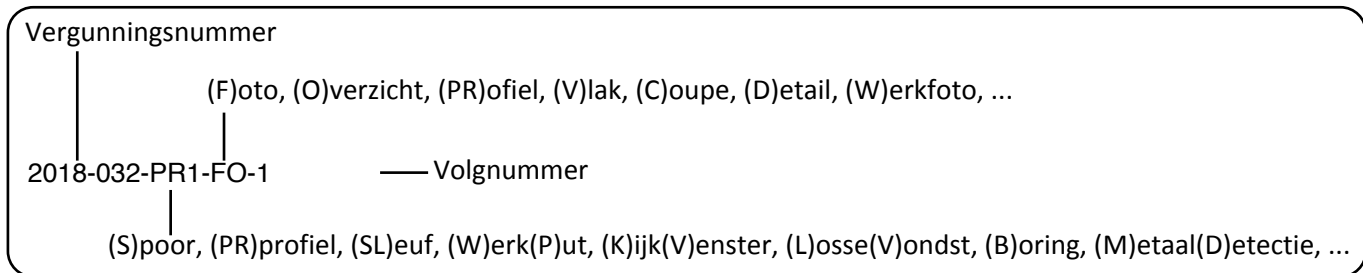 Vergunningsnummer
(F)oto, (O)verzicht, (PR)ofiel, (V)lak, (C)oupe, (D)etail, (W)erkfoto, ...
2018-032-PR1-FO-1 Volgnummer
(S)poor, (PR)profiel, (SL)euf, (W)erk(P)ut, (K)ijk(V)enster, (L)osse(V)ondst, (B)oring, (M)etaal(D)etectie, ...